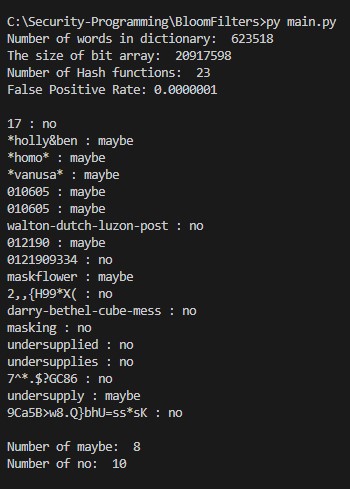 C:\Security-Programming\BloomFilters>py main.py
Number of words in dictionary:  623518
The size of bit array:  20917598
Number of Hash functions:  23
False Positive Rate: 0.0000001
17 : no
*holly&ben : maybe
*homo* : maybe
*vanusa* : maybe
010605 : maybe
010605 : maybe
walton-dutch-luzon-post : no
012190 : maybe
0121909334 : no
maskflower : maybe
2,,{H99*X( : no
darry-bethel-cube-mess : no
masking : no
undersupplied : no
undersupplies : no
7^*.$?GC86 : no
undersupply : maybe
9Ca5B>w8.Q}bhU=ss*sK : no
Number of maybe:  8
Number of no:  10